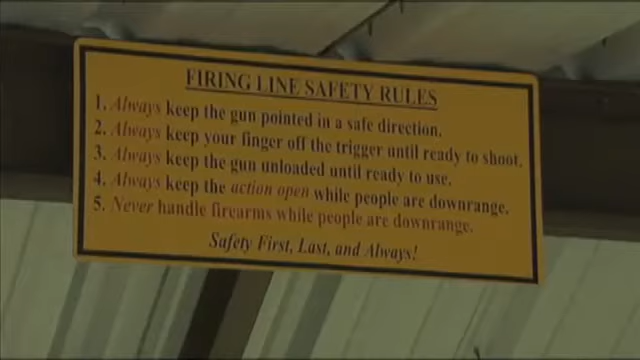 FIRING LINE SAFETY RULES
1. Always keep the gun pointed in a safe direction.
2. Always keep your finger off the trigger until ready to shoot.
3. Always keep the gun unloaded until ready to use.
4. Always keep the action open while people are downrange.
5. Never handle firearms while people are downrange.
Safety First, Last, and Always!